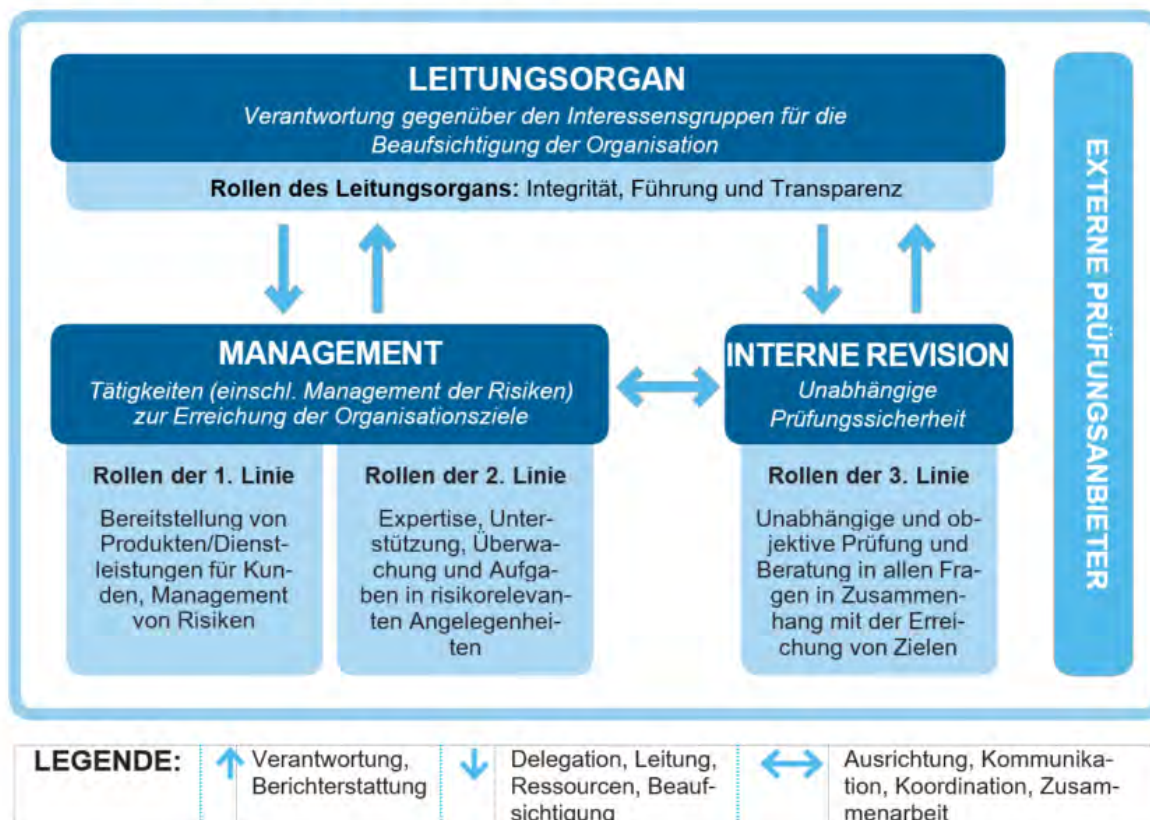 LEITUNGSORGAN
Verantwortung gegenüber den Interessensgruppen für die
Beaufsichtigung der Organisation
Rollen des Leitungsorgans: Integrität, Führung und Transparenz
MANAGEMENT
Tätigkeiten (einschl. Management der Risiken)
zur Erreichung der Organisationsziele
Rollen der 1. Linie
Bereitstellung von
Produkten/Dienst-
leistungen für Kun-
den, Management
von Risiken
Rollen der 2. Linie
Expertise, Unter-
stützung, Überwa-
chung und Aufga-
ben in risikorelevan-
ten Angelegenhei-
ten
INTERNE REVISION
Unabhängige
Prüfungssicherheit
Rollen der 3. Linie
Unabhängige und ob-
jektive Prüfung und
Beratung in allen Fra-
gen in Zusammen-
hang mit der Errei-
chung von Zielen
EXTERNE PRÜFUNGSANBIETER
LEGENDE:
Verantwortung,
Berichterstattung
Delegation, Leitung,
Ressourcen, Beauf-
sichtigung
Ausrichtung, Kommunika-
tion, Koordination, Zusam-
menarbeit